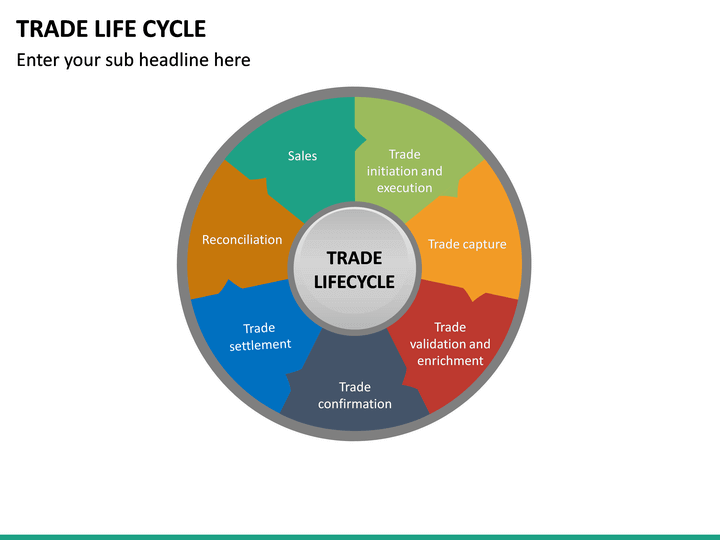 TRADE LIFE CYCLE
Enter your sub headline here
Sales
Trade
initiation and
execution
Trade capture
Trade
validation and
enrichment
Trade
confirmation
Trade
settlement
Reconciliation
TRADE
LIFECYCLE